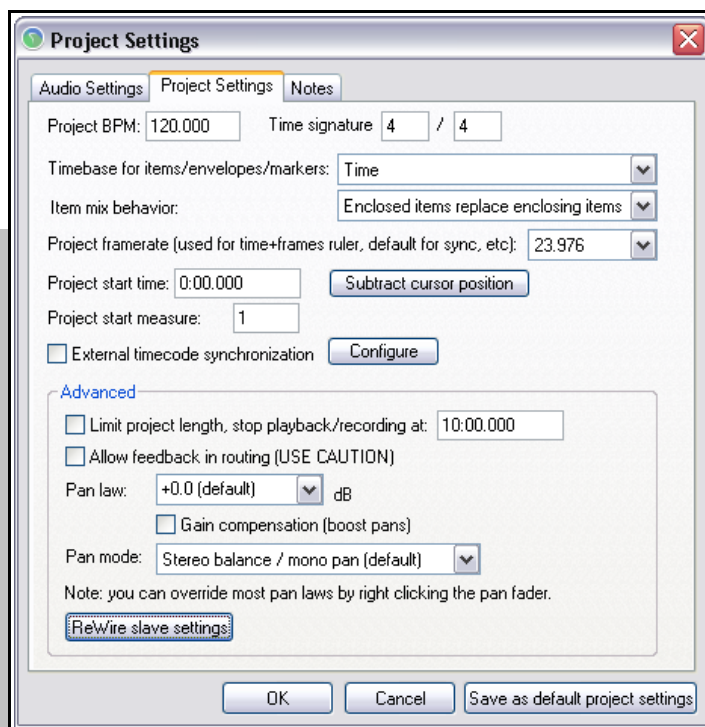 Project Settings
Audio Settings Project Settings Notes
Project BPM: 120.000 Time signature 4 / 4
Timebase for items/envelopes/markers: Time
Item mix behavior: Enclosed items replace enclosing items
Project framerate (used for time+frames ruler, default for sync, etc): 23.976
Project start time: 0:00.000 Subtract cursor position
Project start measure: 1
External timecode synchronization Configure
Advanced
Limit project length, stop playback/recording at: 10:00.000
Allow feedback in routing (USE CAUTION)
Pan law: +0.0 (default) dB
Gain compensation (boost pans)
Pan mode: Stereo balance / mono pan (default)
Note: you can override most pan laws by right clicking the pan fader.
ReWire slave settings
OK Cancel Save as default project settings